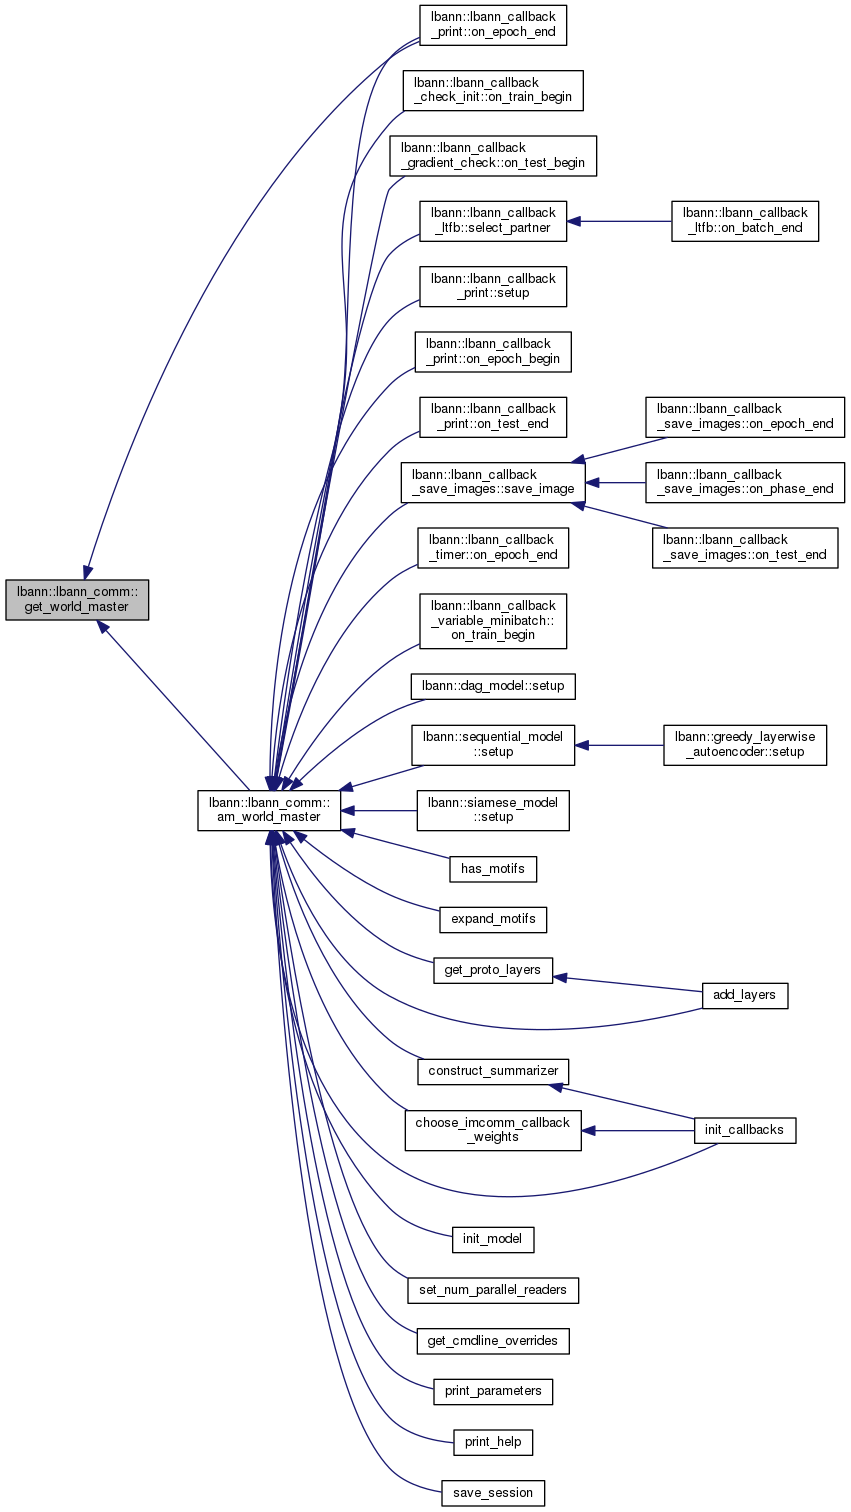 lbann::lbann_callback
_print::on_epoch_end
lbann::lbann_callback
_check_init::on_train_begin
lbann::lbann_callback
_gradient_check::on_test_begin
lbann::lbann_callback
_ltfb::select_partner
lbann::lbann_callback
_ltfb::on_batch_end
lbann::lbann_callback
_print::setup
lbann::lbann_callback
_print::on_epoch_begin
lbann::lbann_callback
_print::on_test_end
lbann::lbann_callback
_save_images::on_epoch_end
lbann::lbann_callback
_save_images::save_image
lbann::lbann_callback
_save_images::on_phase_end
lbann::lbann_callback
_timer::on_epoch_end
lbann::lbann_callback
_save_images::on_test_end
lbann::lbann_comm::
get_world_master
lbann::lbann_callback
_variable_minibatch::
on_train_begin
lbann::dag_model::setup
lbann::sequential_model
::setup
lbann::greedy_layerwise
_autoencoder::setup
lbann::lbann_comm::
am_world_master
lbann::siamese_model
::setup
has_motifs
expand_motifs
get_proto_layers
add_layers
construct_summarizer
choose_imcomm_callback
_weights
init_callbacks
init_model
set_num_parallel_readers
get_cmdline_overrides
print_parameters
print_help
save_session